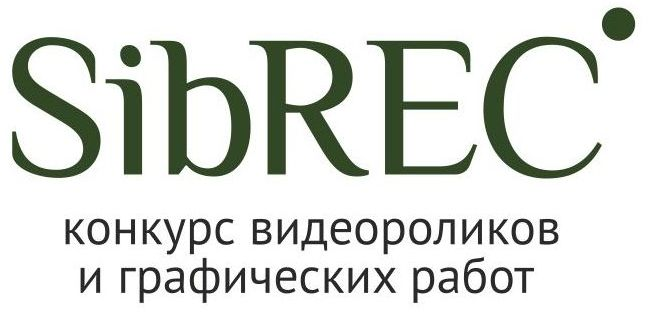 SibREC
конкурс видеороликов
и графических работ